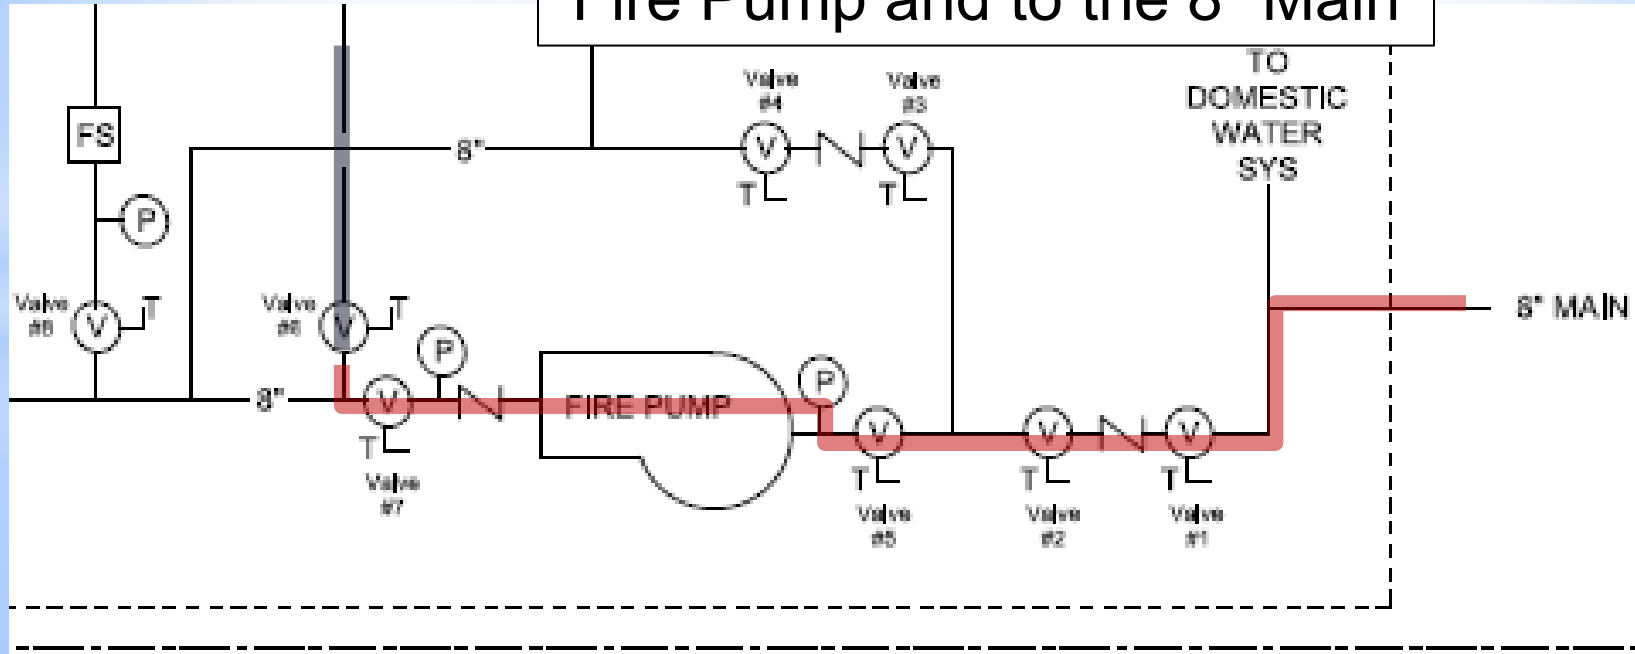 Fire Pump and to the 8" Main
TO
DOMESTIC
WATER
SYS
Valve
#4
Valve
#3
FS
8"
V
V
T
T
P
Valve
#6
T
V
T
V
8" MAIN
P
P
8"
V
FIRE PUMP
V
V
V
T
T
T
T
Valve
#7
Valve
#5
Valve
#2
Valve
#1